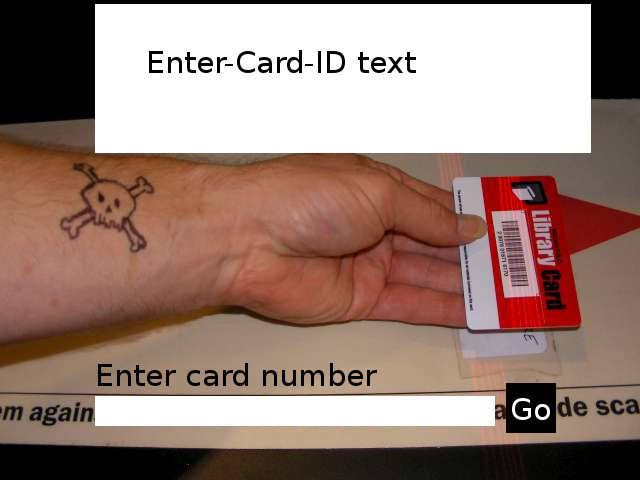 Enter-Card-ID text
Library Card
Enter card number
em again
Go
de sca